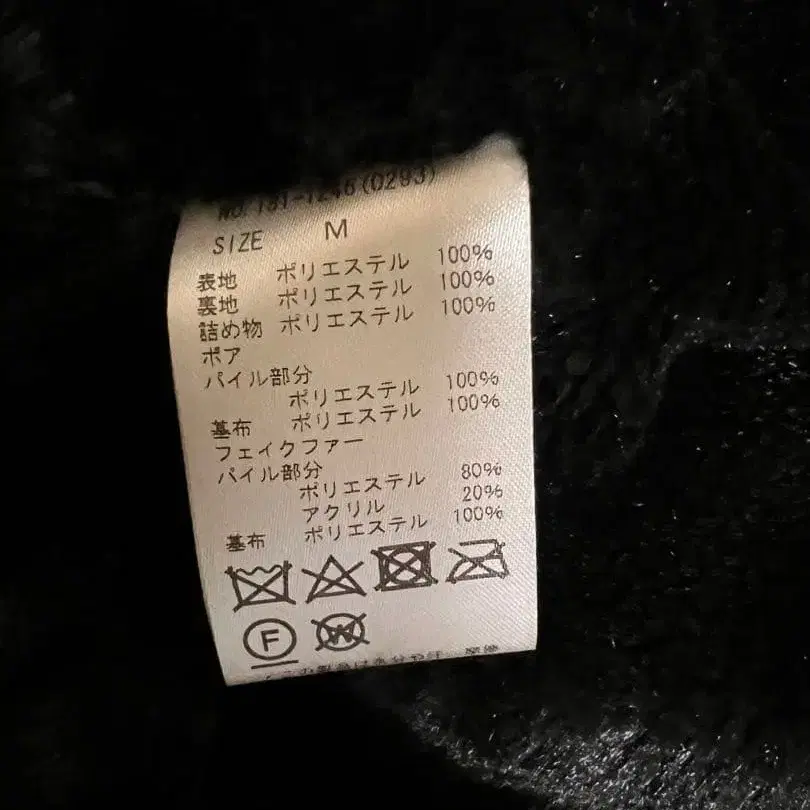 NO. 181-1246(0293)
SIZE M
表地 ポリエステル 100%
裏地 ポリエステル 100%
詰め物 ポリエステル 100%
ボア
パイル部分
ポリエステル 100%
基布 ポリエステル 100%
フェイクファー
パイル部分
ポリエステル 80%
アクリル 20%
基布 ポリエステル 100%
F W